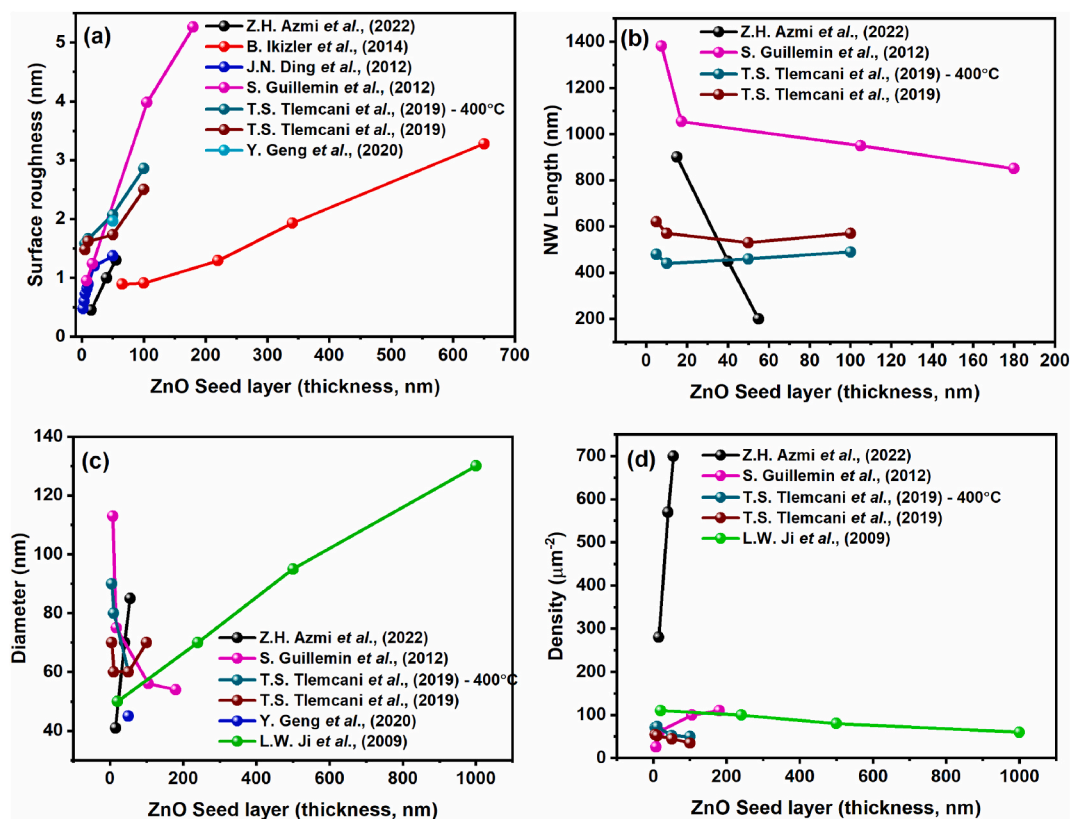 (a)
Z.H. Azmi et al., (2022)
B. Ikizler et al., (2014)
J.N. Ding et al., (2012)
S. Guillemin et al., (2012)
T.S. Tlemcani et al., (2019) - 400°C
T.S. Tlemcani et al., (2019)
Y. Geng et al., (2020)
Surface roughness (nm)
5
4
3
2
1
0
0 100 200 300 400 500 600 700
ZnO Seed layer (thickness, nm)
(b)
Z.H. Azmi et al., (2022)
S. Guillemin et al., (2012)
T.S. Tlemcani et al., (2019) - 400°C
T.S. Tlemcani et al., (2019)
NW Length (nm)
1400
1200
1000
800
600
400
200
0 20 40 60 80 100 120 140 160 180 200
ZnO Seed layer (thickness, nm)
(c)
Z.H. Azmi et al., (2022)
S. Guillemin et al., (2012)
T.S. Tlemcani et al., (2019) - 400°C
T.S. Tlemcani et al., (2019)
Y. Geng et al., (2020)
L.W. Ji et al., (2009)
Diameter (nm)
140
120
100
80
60
40
0 200 400 600 800 1000
ZnO Seed layer (thickness, nm)
(d)
Z.H. Azmi et al., (2022)
S. Guillemin et al., (2012)
T.S. Tlemcani et al., (2019) - 400°C
T.S. Tlemcani et al., (2019)
L.W. Ji et al., (2009)
Density (μm⁻²)
700
600
500
400
300
200
100
0
0 200 400 600 800 1000
ZnO Seed layer (thickness, nm)